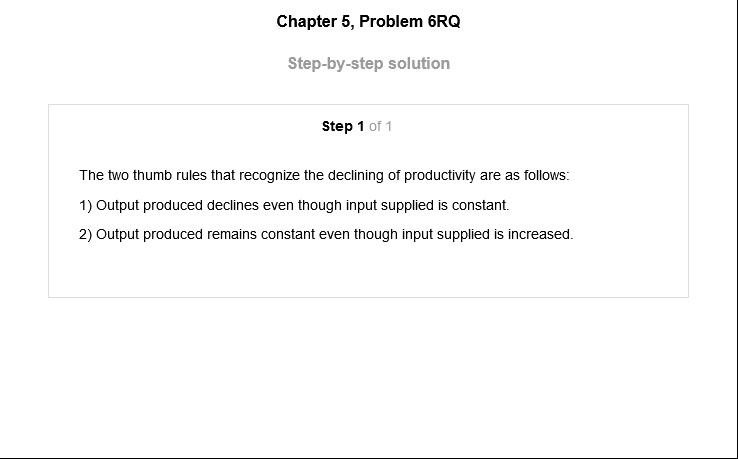 Chapter 5, Problem 6RQ
Step-by-step solution
Step 1 of 1
The two thumb rules that recognize the declining of productivity are as follows:
1) Output produced declines even though input supplied is constant.
2) Output produced remains constant even though input supplied is increased.